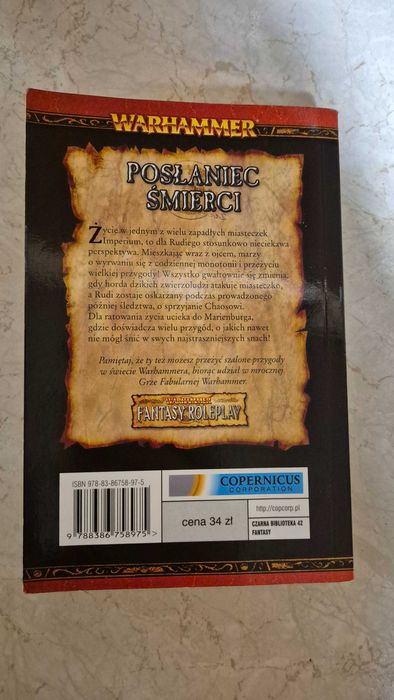 WARHAMMER
POSŁANIEC
ŚMIERCI
Życie w jednym z wielu zapadłych miasteczek
Imperium, to dla Rudiego stosunkowo nieciekawa
perspektywa. Mieszkając wraz z ojcem, marzy
o wyrwaniu się z codziennej monotonii i przeżyciu
wielkiej przygody! Wszystko gwałtownie się zmienia,
gdy horda dzikich zwierzoludzi atakuje miasteczko,
a Rudi zostaje oskarżany podczas prowadzonego
później śledztwa, o sprzyjanie Chaosowi.
Dla ratowania życia ucieka do Marienburga,
gdzie doświadcza wielu przygód, o jakich nawet
nie mógł śnić w swych najstraszniejszych snach!
Pamiętaj, że ty też możesz przeżyć szalone przygody
w świecie Warhammera, biorąc udział w mrocznej
Grze Fabularnej Warhammer.
WARHAMMER
FANTASY ROLEPLAY
ISBN 978-83-86758-97-5
9 788386 758975 >
COPERNICUS
CORPORATION
cena 34 zł
http://copcorp.pl
CZARNA BIBLIOTEKA 42
FANTASY